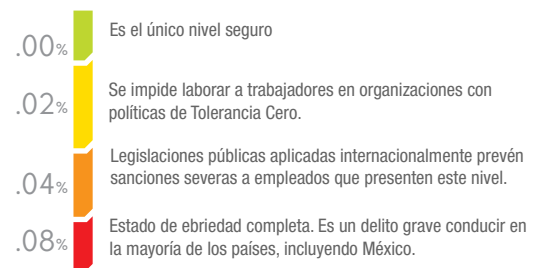 .00%
Es el único nivel seguro
.02%
Se impide laborar a trabajadores en organizaciones con
políticas de Tolerancia Cero.
.04%
Legislaciones públicas aplicadas internacionalmente prevén
sanciones severas a empleados que presenten este nivel.
.08%
Estado de ebriedad completa. Es un delito grave conducir en
la mayoría de los países, incluyendo México.